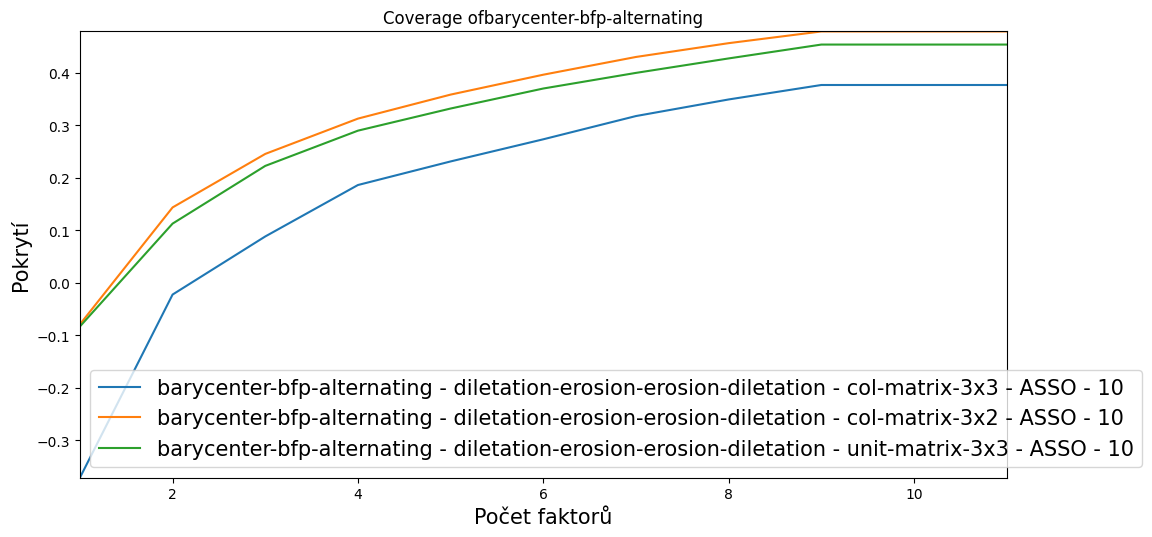 Coverage ofbarycenter-bfp-alternating
Pokrytí
0.4
0.3
0.2
0.1
0.0
−0.1
−0.2
−0.3
barycenter-bfp-alternating - diletation-erosion-erosion-diletation - col-matrix-3x3 - ASSO - 10
barycenter-bfp-alternating - diletation-erosion-erosion-diletation - col-matrix-3x2 - ASSO - 10
barycenter-bfp-alternating - diletation-erosion-erosion-diletation - unit-matrix-3x3 - ASSO - 10
2 4 6 8 10
Počet faktorů